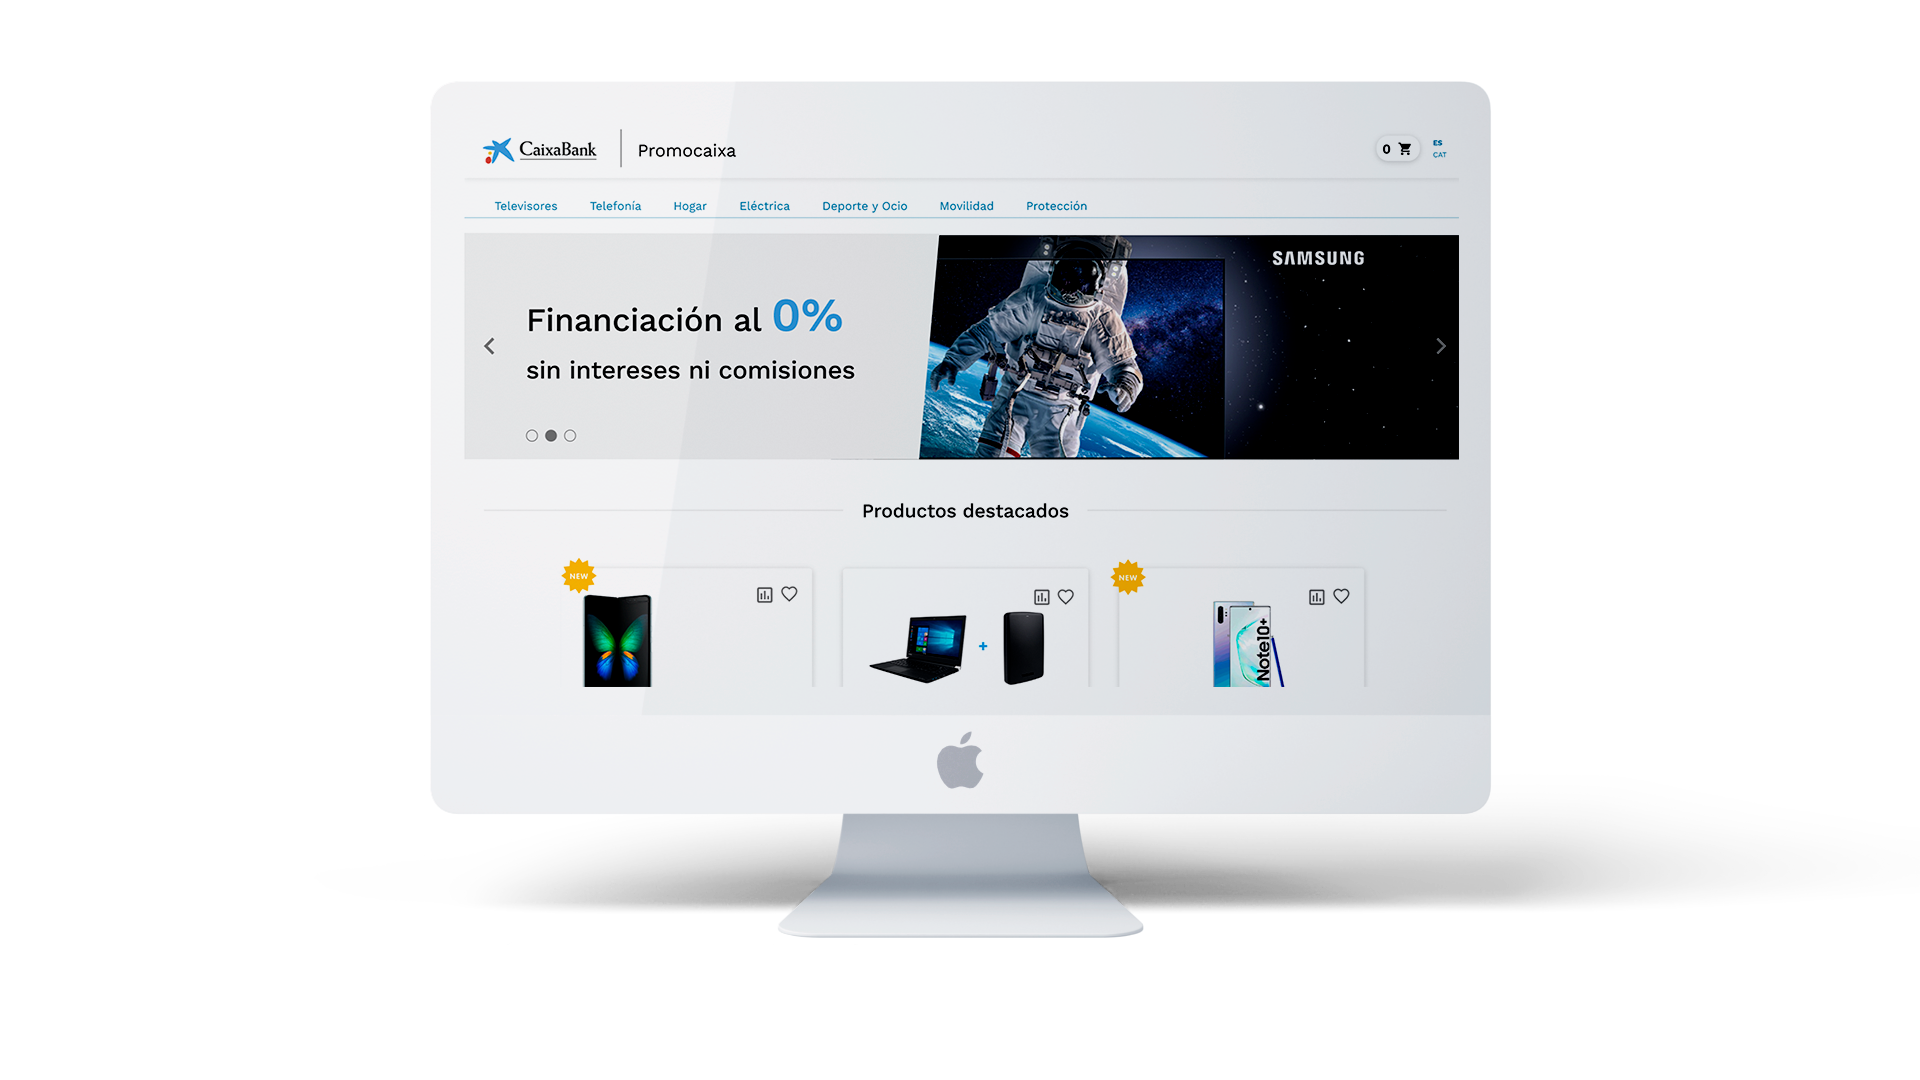 CaixaBank
Promocaixa
0
ES
CAT
Televisores Telefonía Hogar Eléctrica Deporte y Ocio Movilidad Protección
SAMSUNG
Financiación al 0%
sin intereses ni comisiones
Productos destacados
NEW
NEW
Note10+